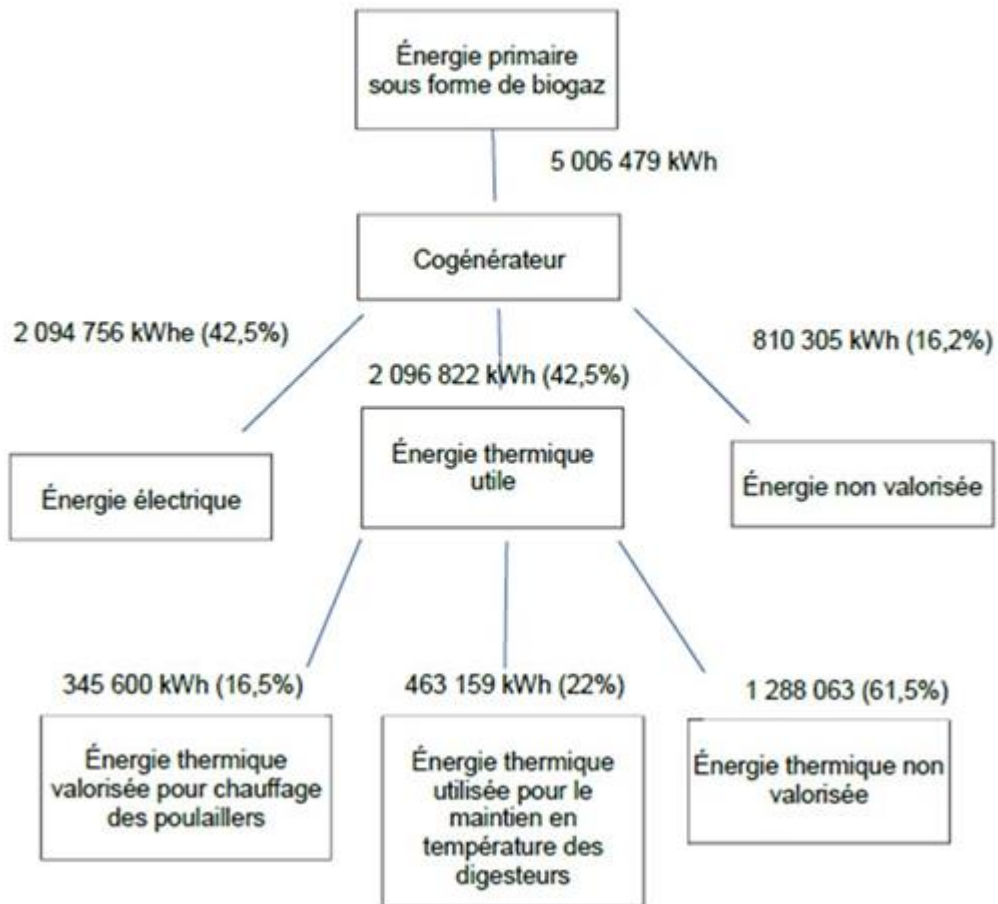 Énergie primaire
sous forme de biogaz
5 006 479 kWh
Cogénérateur
2 094 756 kWhe (42,5%)
2 096 822 kWh (42,5%)
810 305 kWh (16,2%)
Énergie électrique
Énergie thermique
utile
Énergie non valorisée
345 600 kWh (16,5%)
463 159 kWh (22%)
1 288 063 (61,5%)
Énergie thermique
valorisée pour chauffage
des poulaillers
Énergie thermique
utilisée pour le
maintien en
température des
digesteurs
Énergie thermique non
valorisée